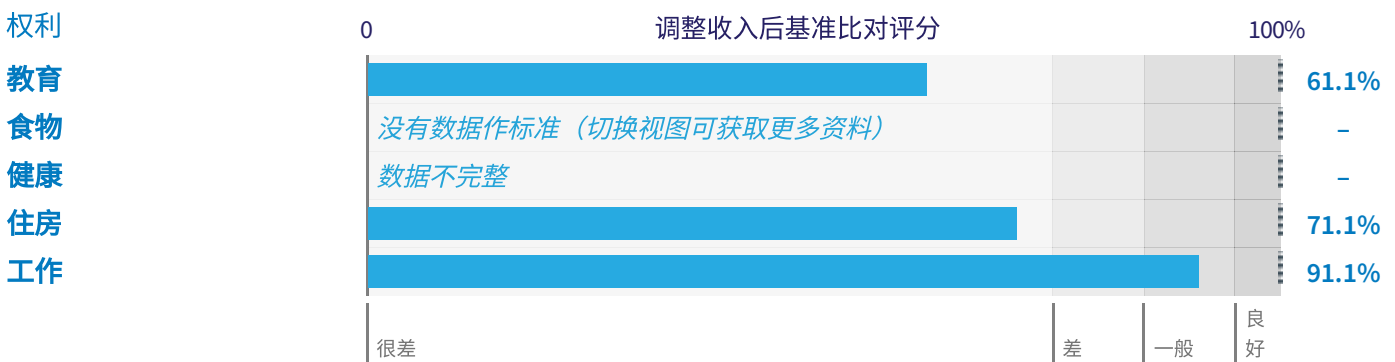 权利 0 调整收入后基准比对评分 100%
教育 61.1%
食物 没有数据作标准（切换视图可获取更多资料） –
健康 数据不完整 –
住房 71.1%
工作 91.1%
很差 差 一般 良好